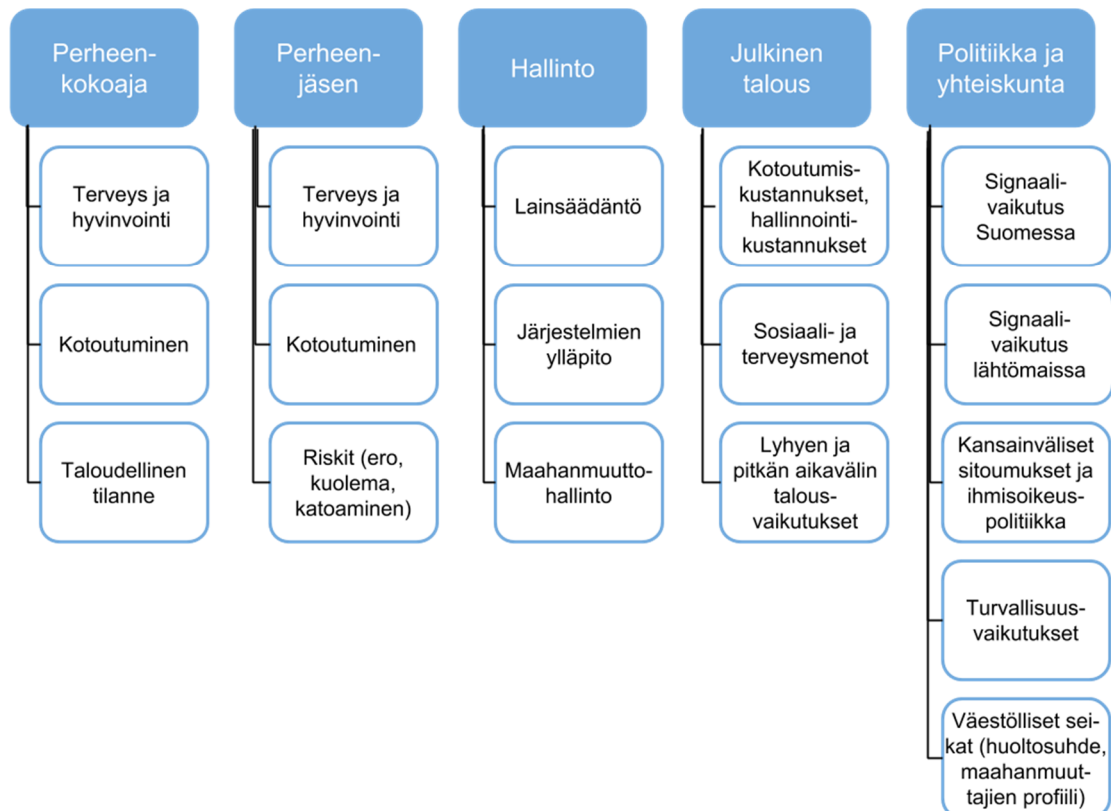 Perheen-
kokoaja
Terveys ja
hyvinvointi
Kotoutuminen
Taloudellinen
tilanne
Perheen-
jäsen
Terveys ja
hyvinvointi
Kotoutuminen
Riskit (ero,
kuolema,
katoaminen)
Hallinto
Lainsäädäntö
Järjestelmien
ylläpito
Maahanmuutto-
hallinto
Julkinen
talous
Kotoutumis-
kustannukset,
hallinnointi-
kustannukset
Sosiaali- ja
terveysmenot
Lyhyen ja
pitkän aikavälin
talous-
vaikutukset
Politiikka ja
yhteiskunta
Signaali-
vaikutus
Suomessa
Signaali-
vaikutus
lähtömaissa
Kansainväliset
sitoumukset ja
ihmisoikeus-
politiikka
Turvallisuus-
vaikutukset
Väestölliset sei-
kat (huoltosuhde,
maahanmuut-
tajien profiili)